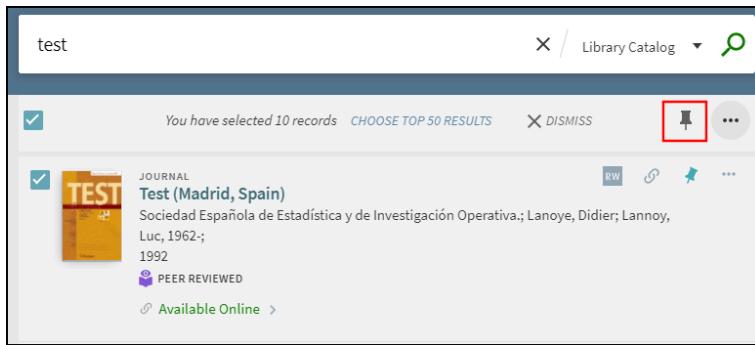 test
Library Catalog
You have selected 10 records CHOOSE TOP 50 RESULTS DISMISS
TEST
JOURNAL
RW
Test (Madrid, Spain)
Sociedad Española de Estadística y de Investigación Operativa.; Lanoye, Didier; Lannoy,
Luc, 1962-;
1992
PEER REVIEWED
Available Online